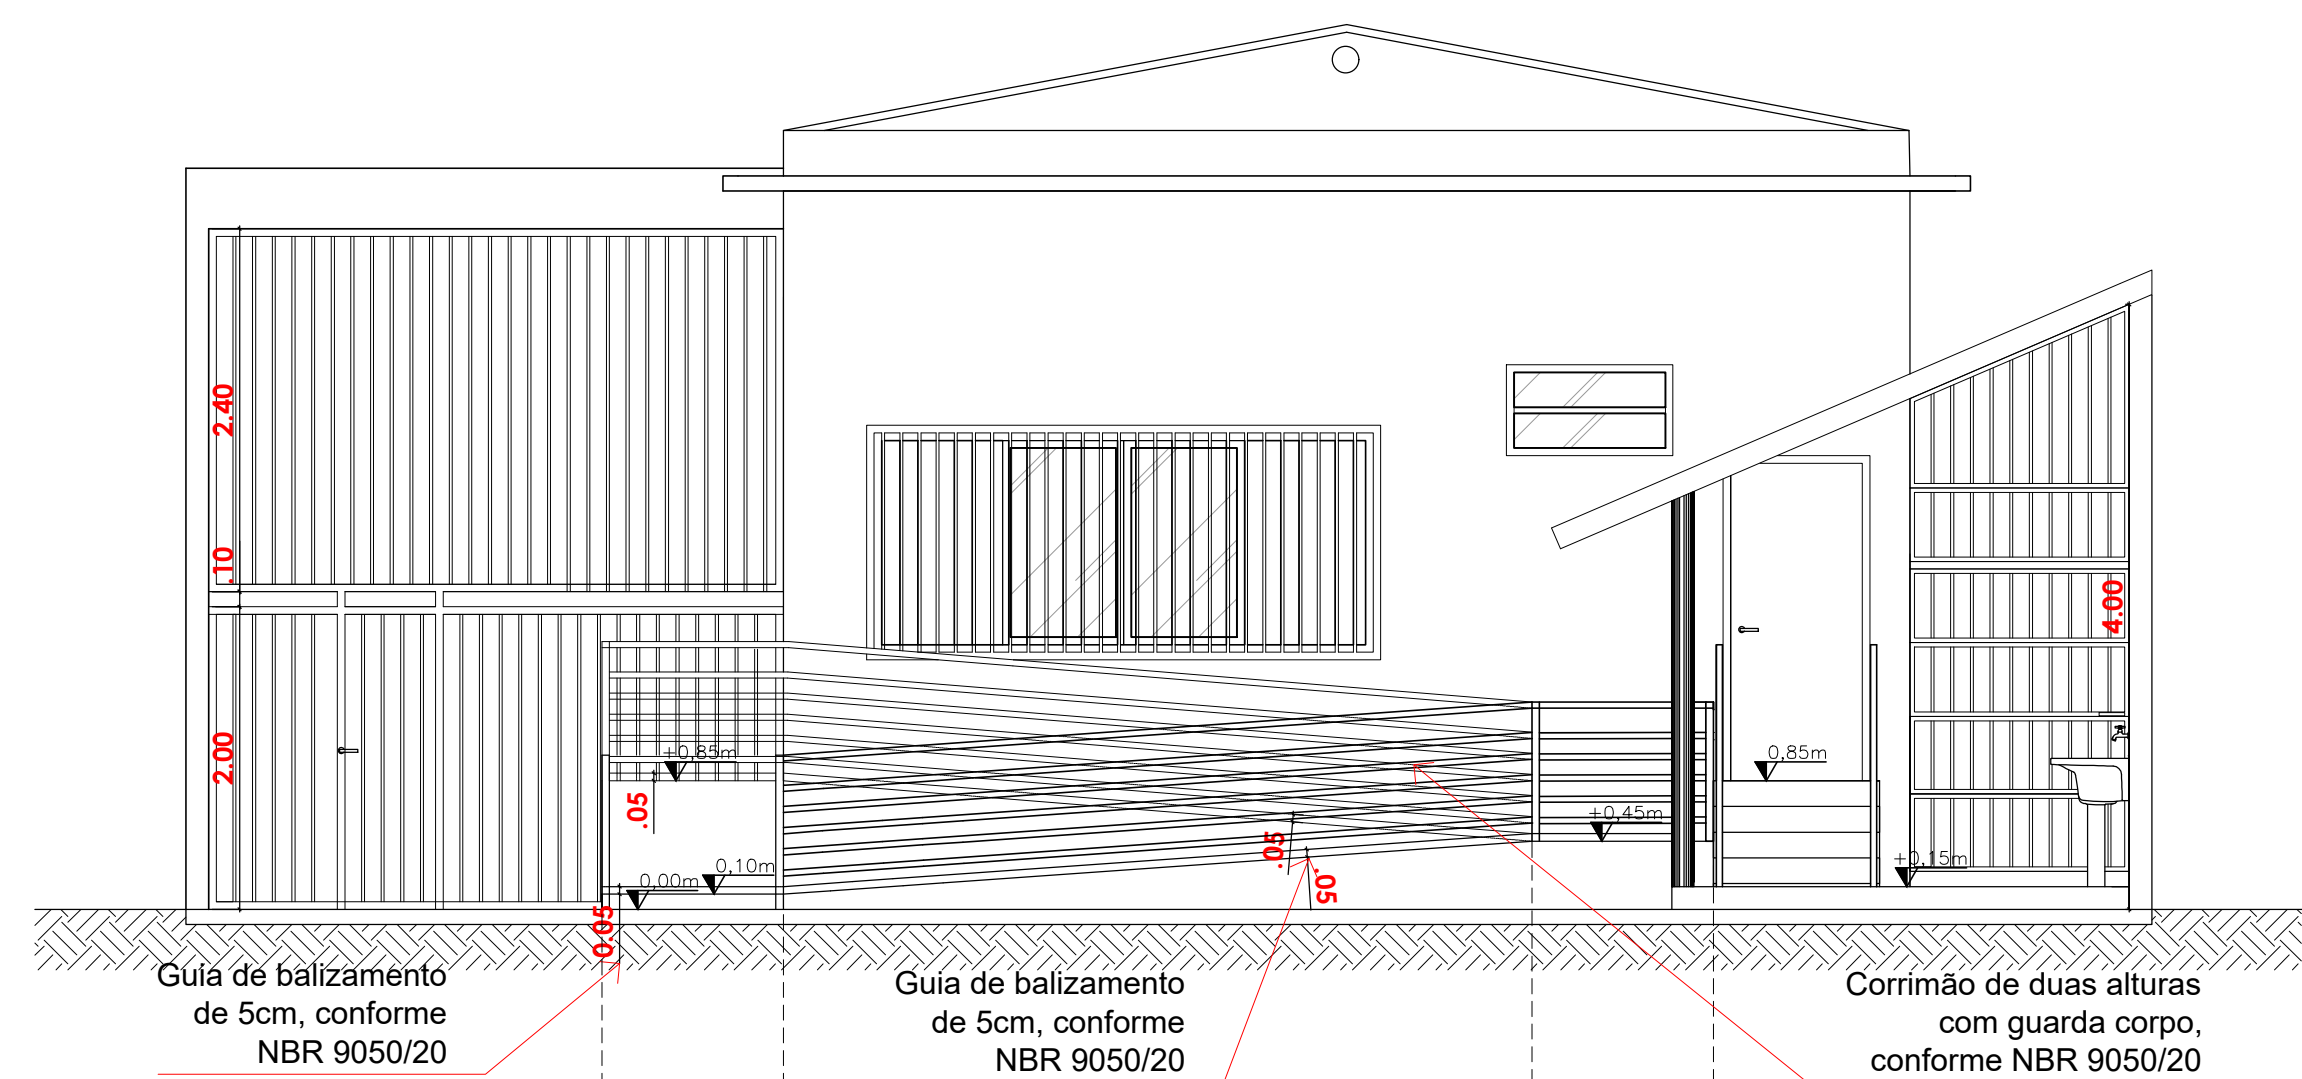 2.40
.10
2.00
4.00
+0,85m
0,85m
.05
+0,45m
.05
.05
0,10m
0,00m
+0,15m
0.05
Guia de balizamento
de 5cm, conforme
NBR 9050/20
Guia de balizamento
de 5cm, conforme
NBR 9050/20
Corrimão de duas alturas
com guarda corpo,
conforme NBR 9050/20